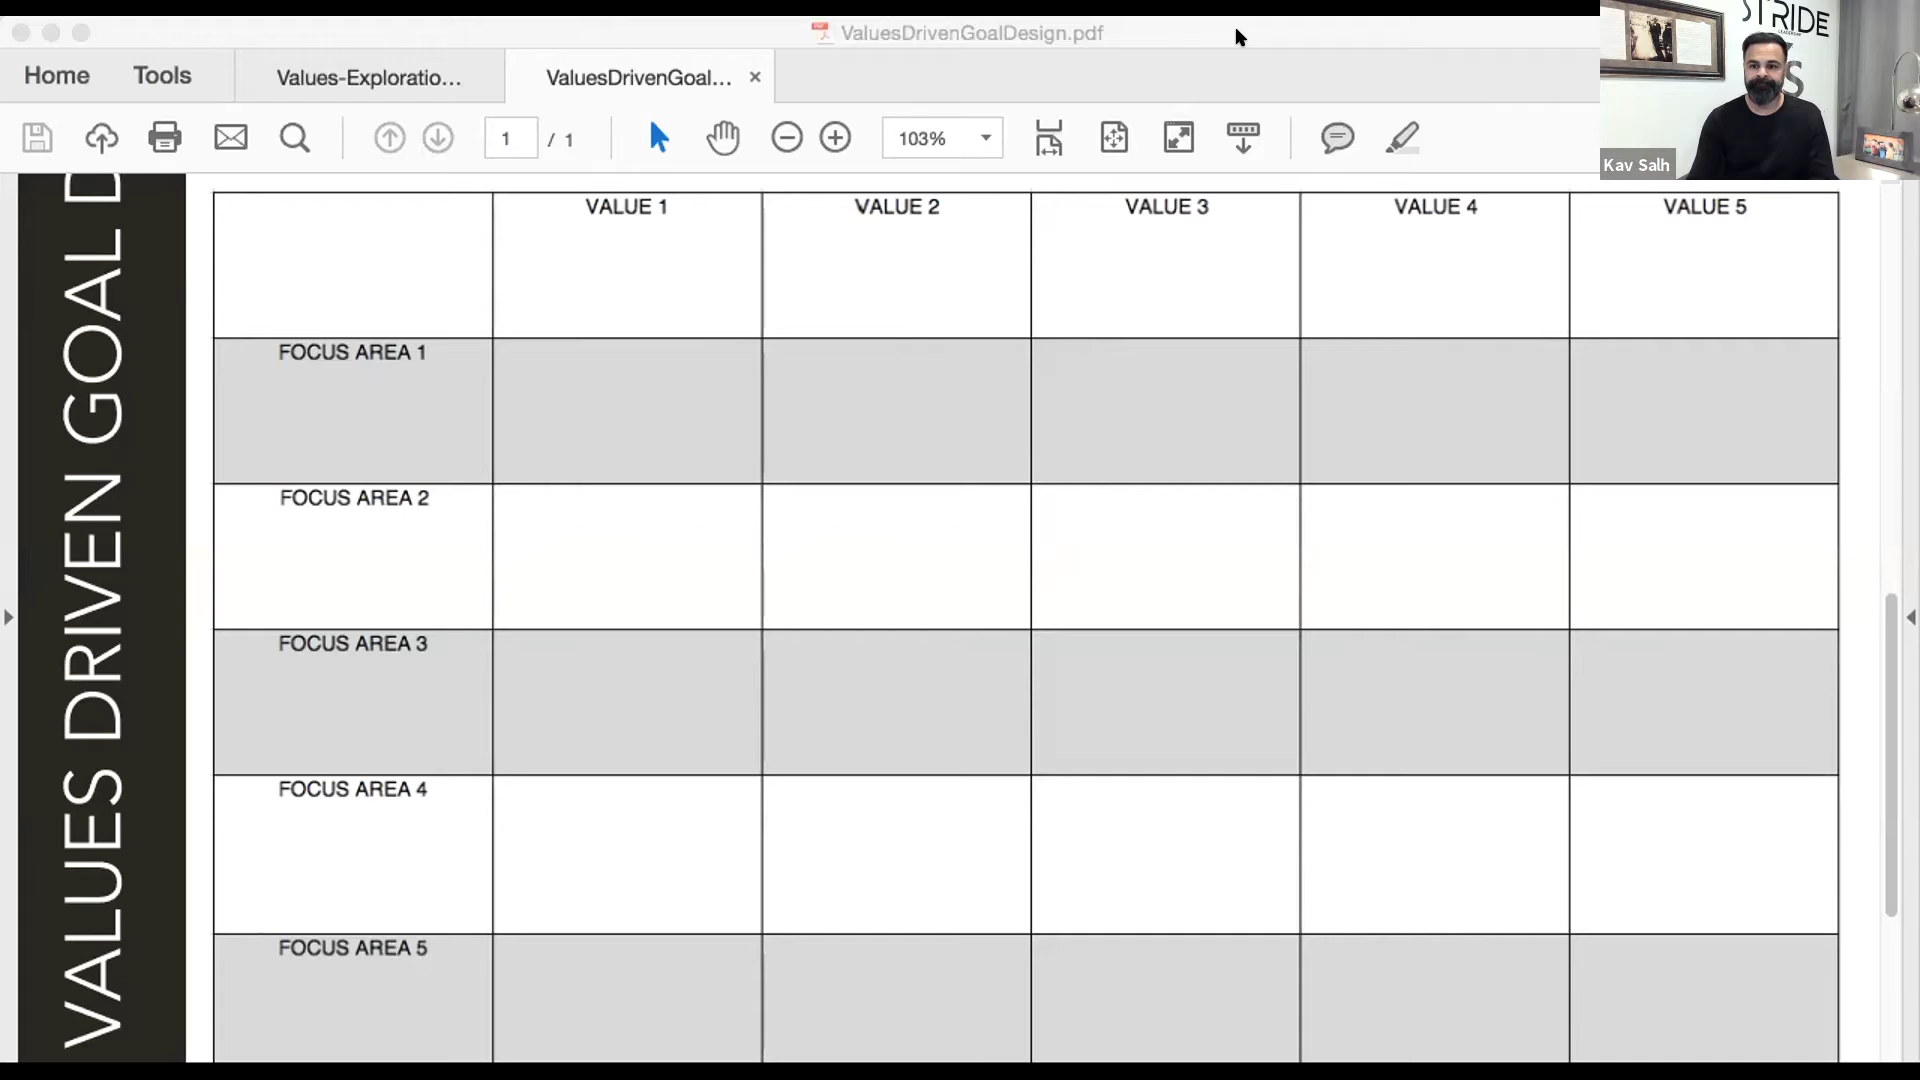 ValuesDrivenGoalDesign.pdf
STRIDE
Home Tools Values-Exploratio... ValuesDrivenGoal... ×
1 / 1 103%
Kav Salh
VALUES DRIVEN GOAL D
VALUE 1 VALUE 2 VALUE 3 VALUE 4 VALUE 5
FOCUS AREA 1
FOCUS AREA 2
FOCUS AREA 3
FOCUS AREA 4
FOCUS AREA 5